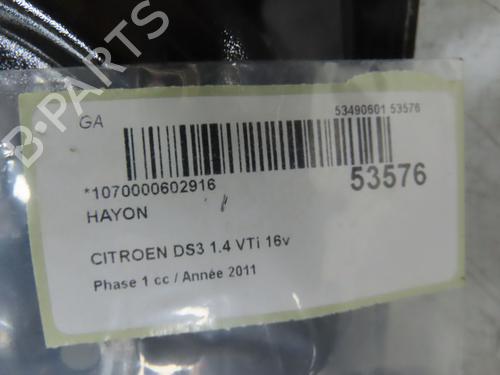 GA
53490601 53576
*1070000602916
53576
HAYON
CITROEN DS3 1.4 VTi 16v
Phase 1 cc / Année 2011
B-PARTS